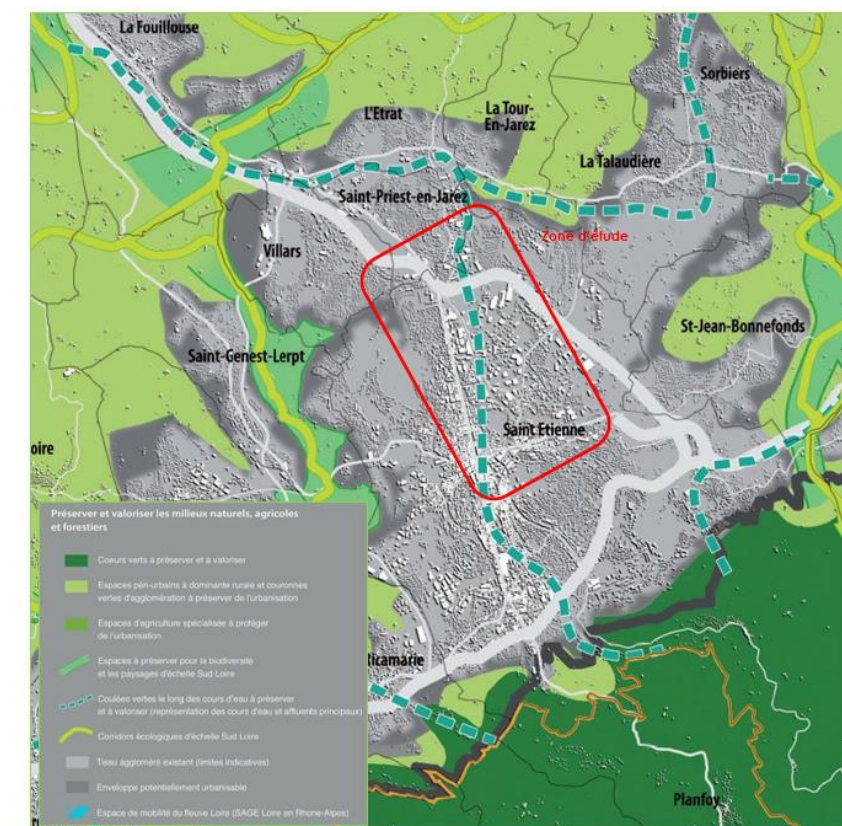 La Fouillouse
Sorbiers
L'Etrat
La Tour-
En-Jarez
La Talaudière
Saint-Priest-en-Jarez
Zone d'étude
Villars
St-Jean-Bonnefonds
Saint-Genest-Lerpt
Saint Etienne
oire
Préserver et valoriser les milieux naturels, agricoles
et forestiers
Coeurs verts à préserver et à valoriser
Espaces péri-urbains à dominante rurale et couronnes
vertes d'agglomération à préserver de l'urbanisation
Espaces d'agriculture spécialisée à protéger
de l'urbanisation
Espaces à préserver pour la biodiversité
et les paysages d'échelle Sud Loire
Coulées vertes le long des cours d'eau à préserver
et à valoriser (représentation des cours d'eau et affluents principaux)
Corridors écologiques d'échelle Sud Loire
Tissu aggloméré existant (limites indicatives)
Enveloppe potentiellement urbanisable
Espace de mobilité du fleuve Loire (SAGE Loire en Rhone-Alpes)
Ricamarie
Planfoy